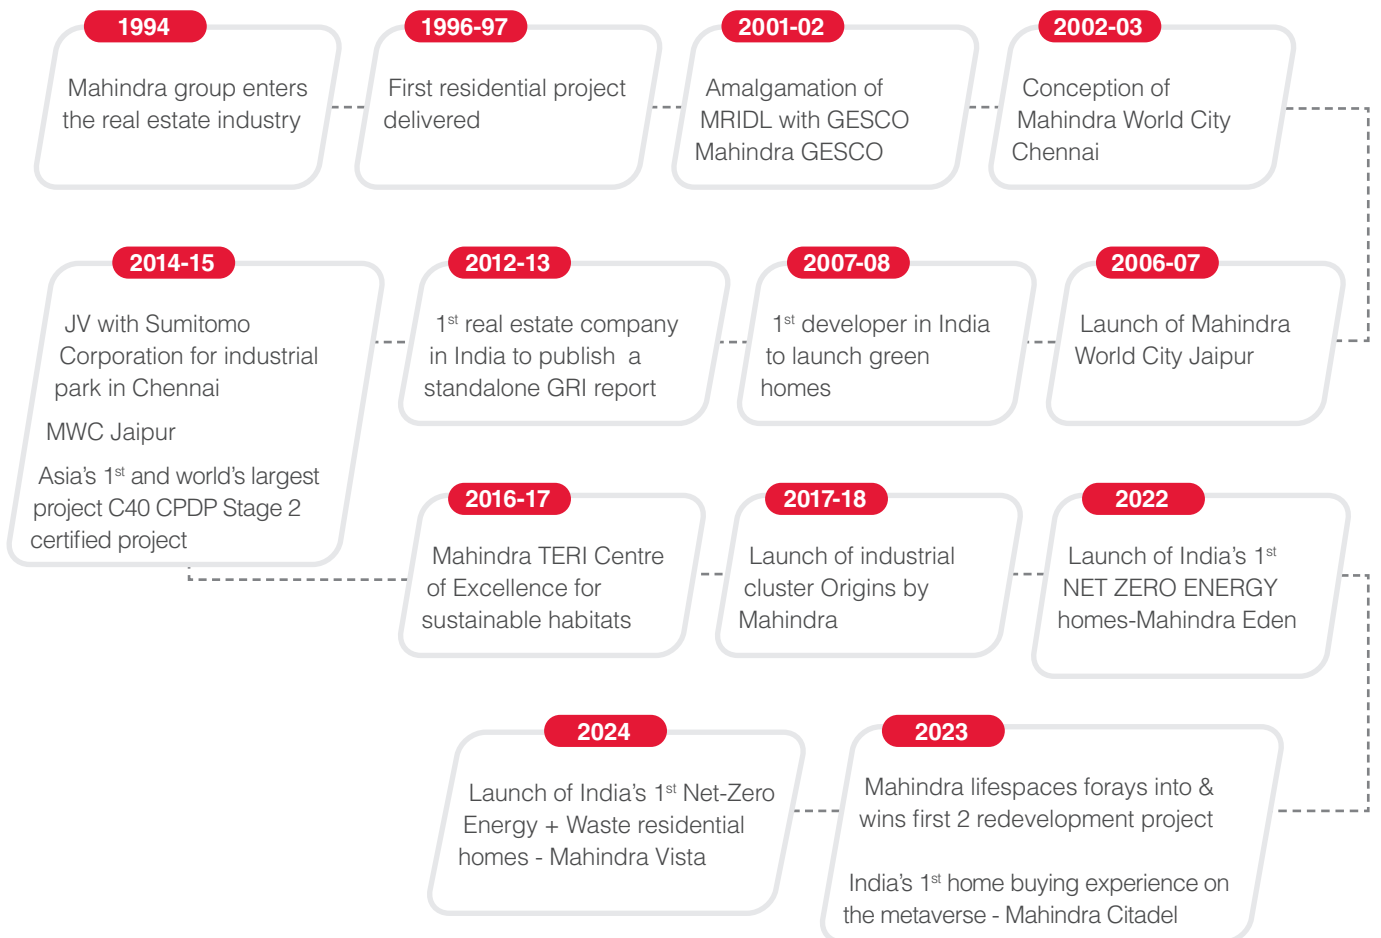 1994
Mahindra group enters
the real estate industry
1996-97
First residential project
delivered
2001-02
Amalgamation of
MRIDL with GESCO
Mahindra GESCO
2002-03
Conception of
Mahindra World City
Chennai
2006-07
Launch of Mahindra
World City Jaipur
2007-08
1st developer in India
to launch green
homes
2012-13
1st real estate company
in India to publish a
standalone GRI report
2014-15
JV with Sumitomo
Corporation for industrial
park in Chennai
MWC Jaipur
Asia's 1st and world's largest
project C40 CPDP Stage 2
certified project
2016-17
Mahindra TERI Centre
of Excellence for
sustainable habitats
2017-18
Launch of industrial
cluster Origins by
Mahindra
2022
Launch of India's 1st
NET ZERO ENERGY
homes-Mahindra Eden
2023
Mahindra lifespaces forays into &
wins first 2 redevelopment project
India's 1st home buying experience on
the metaverse - Mahindra Citadel
2024
Launch of India's 1st Net-Zero
Energy + Waste residential
homes - Mahindra Vista